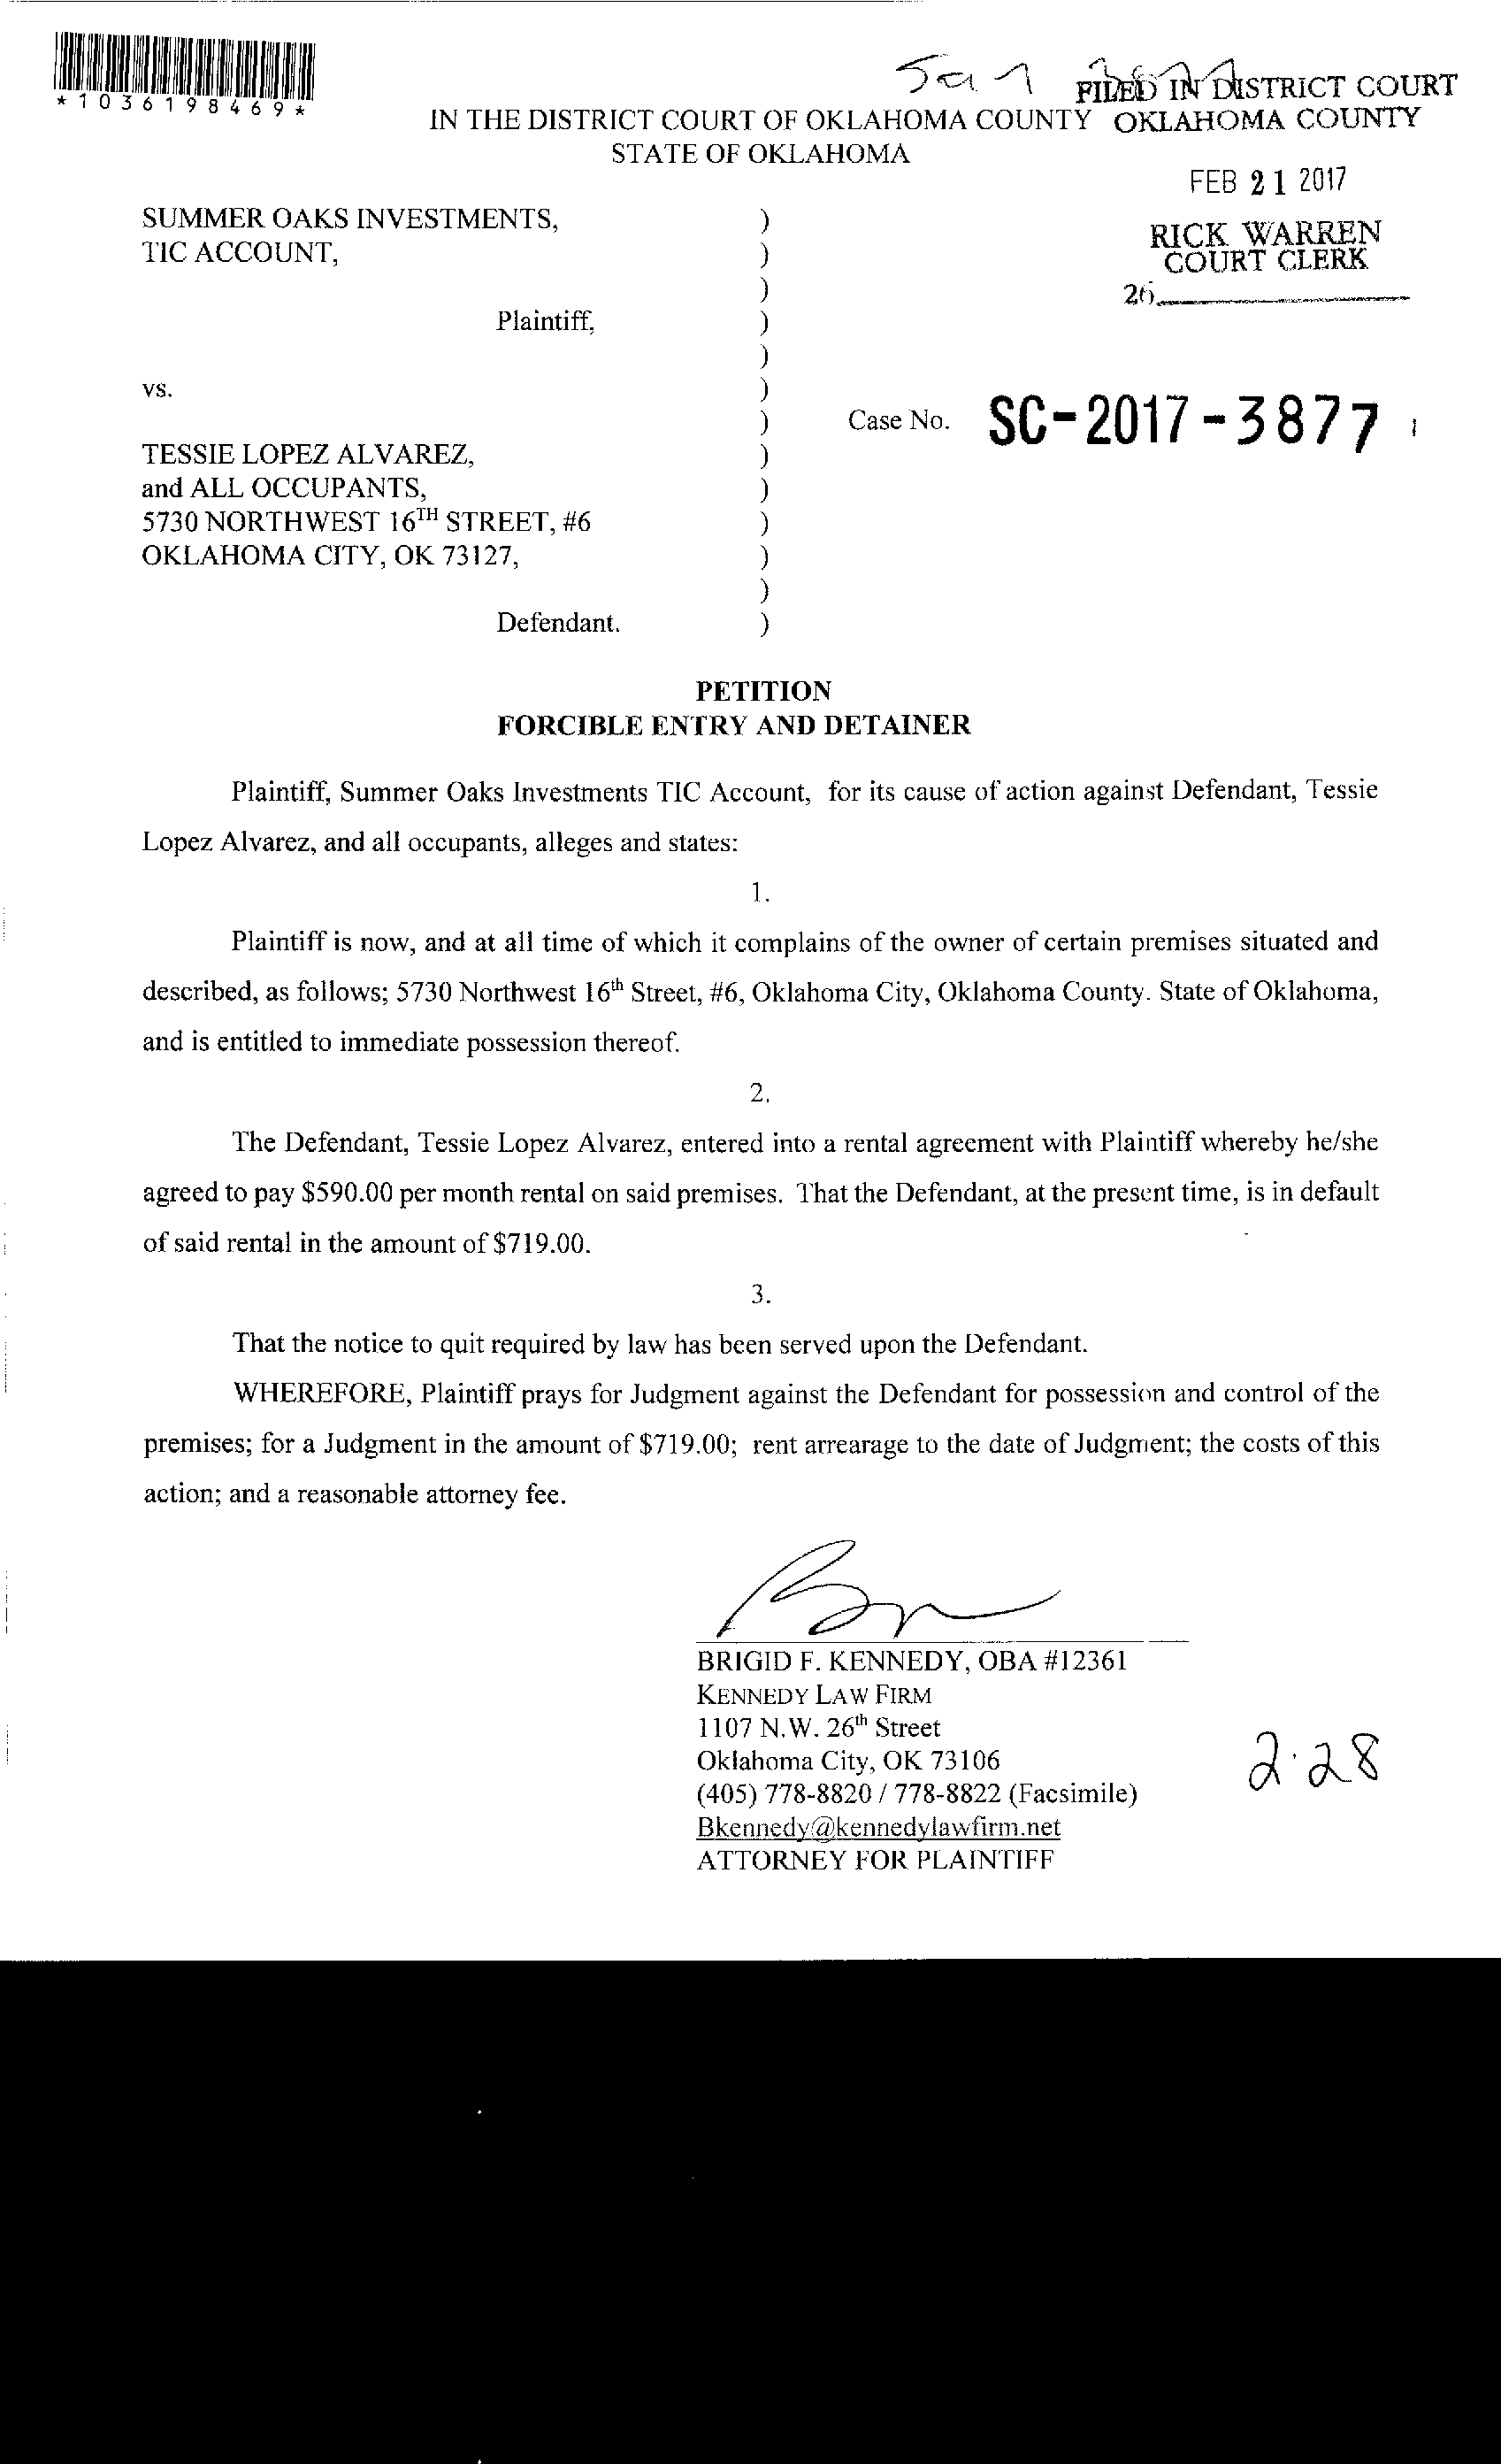 *1036198469*
FILED IN DISTRICT COURT
IN THE DISTRICT COURT OF OKLAHOMA COUNTY OKLAHOMA COUNTY
STATE OF OKLAHOMA
FEB 21 2017
SUMMER OAKS INVESTMENTS, )
TIC ACCOUNT, )
RICK WARREN
COURT CLERK
)
26
Plaintiff, )
)
vs. )
) Case No. SC-2017-3877
TESSIE LOPEZ ALVAREZ, )
and ALL OCCUPANTS, )
5730 NORTHWEST 16TH STREET, #6 )
OKLAHOMA CITY, OK 73127, )
)
Defendant. )
PETITION
FORCIBLE ENTRY AND DETAINER
Plaintiff, Summer Oaks Investments TIC Account, for its cause of action against Defendant, Tessie
Lopez Alvarez, and all occupants, alleges and states:
1.
Plaintiff is now, and at all time of which it complains of the owner of certain premises situated and
described, as follows; 5730 Northwest 16th Street, #6, Oklahoma City, Oklahoma County. State of Oklahoma,
and is entitled to immediate possession thereof.
2.
The Defendant, Tessie Lopez Alvarez, entered into a rental agreement with Plaintiff whereby he/she
agreed to pay $590.00 per month rental on said premises. That the Defendant, at the present time, is in default
of said rental in the amount of $719.00.
3.
That the notice to quit required by law has been served upon the Defendant.
WHEREFORE, Plaintiff prays for Judgment against the Defendant for possession and control of the
premises; for a Judgment in the amount of $719.00; rent arrearage to the date of Judgment; the costs of this
action; and a reasonable attorney fee.
BRIGID F. KENNEDY, OBA #12361
KENNEDY LAW FIRM
1107 N.W. 26th Street
Oklahoma City, OK 73106
2.28
(405) 778-8820 / 778-8822 (Facsimile)
Bkennedy@kennedylawfirm.net
ATTORNEY FOR PLAINTIFF